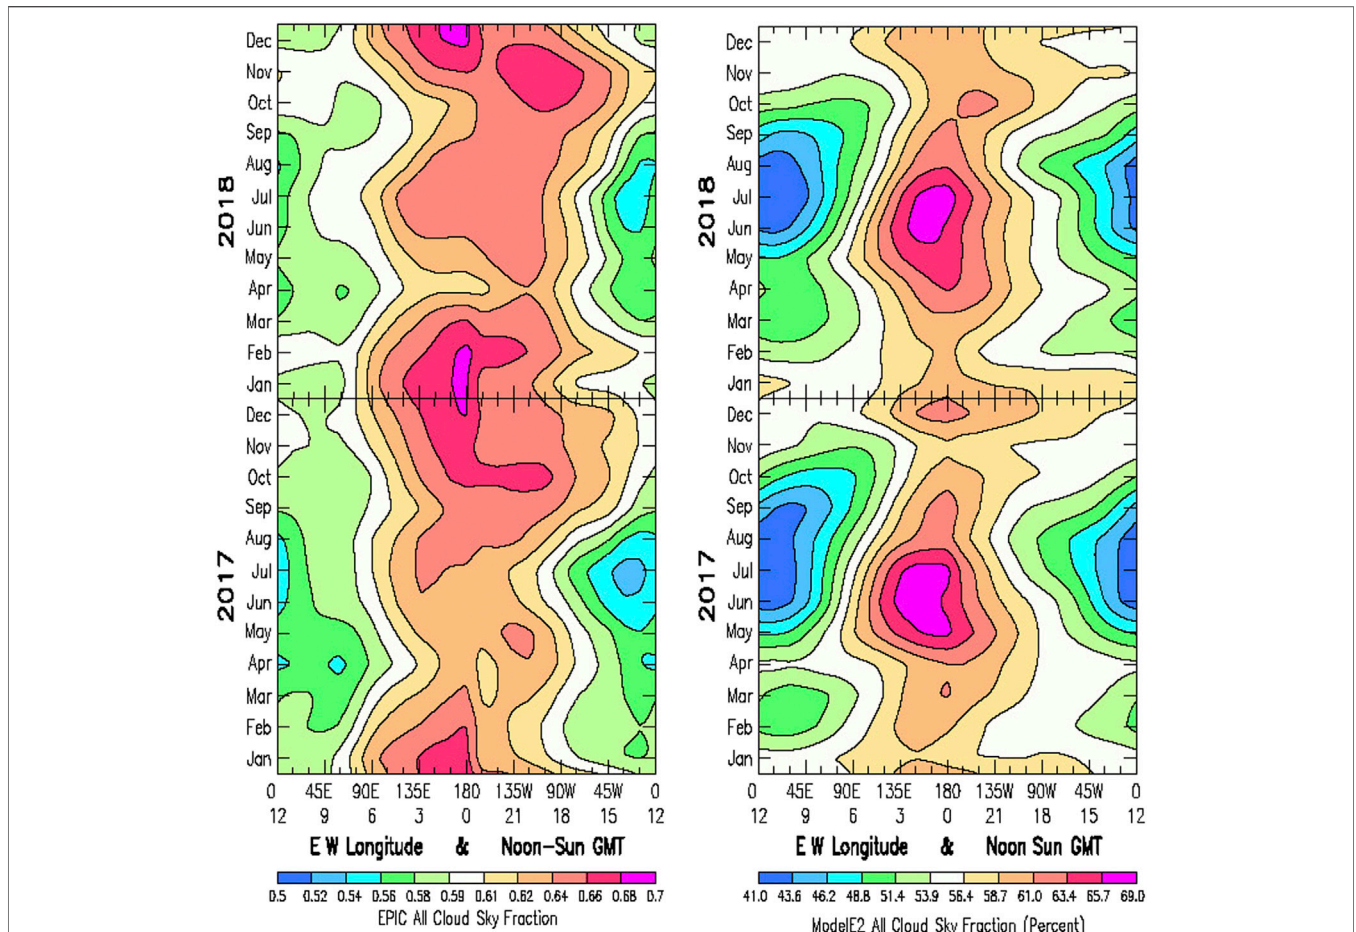 Dec
Nov
Oct
Sep
Aug
Jul
Jun
May
Apr
Mar
Feb
Jan
2018
Dec
Nov
Oct
Sep
Aug
Jul
Jun
May
Apr
Mar
Feb
Jan
2017
0 45E 90E 135E 180 135W 90W 45W 0
12 9 6 3 0 21 18 15 12
E W Longitude & Noon-Sun GMT
0.5 0.52 0.54 0.56 0.58 0.59 0.61 0.62 0.64 0.66 0.68 0.7
EPIC All Cloud Sky Fraction
Dec
Nov
Oct
Sep
Aug
Jul
Jun
May
Apr
Mar
Feb
Jan
2018
Dec
Nov
Oct
Sep
Aug
Jul
Jun
May
Apr
Mar
Feb
Jan
2017
0 45E 90E 135E 180 135W 90W 45W 0
12 9 6 3 0 21 18 15 12
E W Longitude & Noon Sun GMT
41.0 43.6 46.2 48.8 51.4 53.9 56.4 58.7 61.0 63.4 65.7 69.0
ModelE2 All Cloud Sky Fraction (Percent)